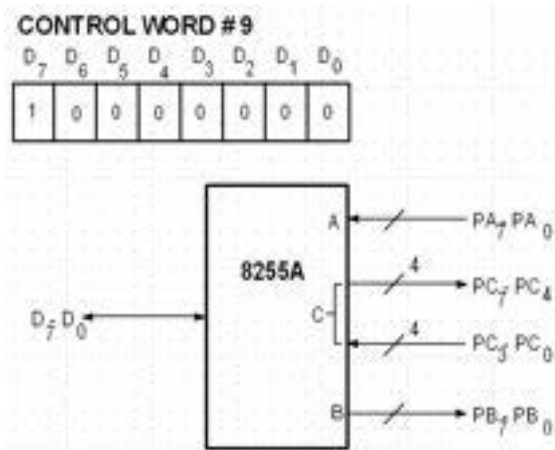 CONTROL WORD #9
D7 D6 D5 D4 D3 D2 D1 D0
1 0 0 0 0 0 0 0
A PA7-PA0
8255A
4
PC7-PC4
D7-D0
C
4
PC3-PC0
B PB7-PB0